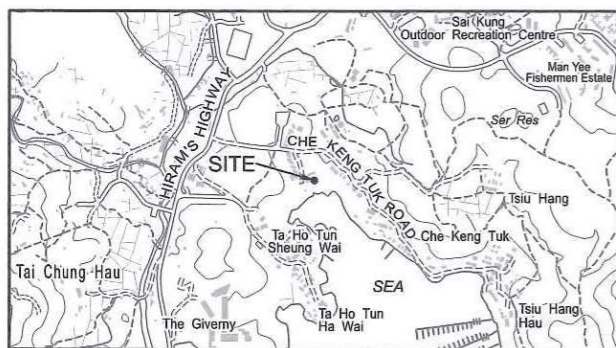 Sai Kung
Outdoor Recreation Centre
Man Yee
Fishermen Estate
HIRAM'S HIGHWAY
Ser Res
CHE KENG TUK ROAD
SITE
Tsiu Hang
Ta Ho Tun
Sheung Wai
Che Keng Tuk
Tai Chung Hau
SEA
The Giverny
Ta Ho Tun
Ha Wai
Tsiu Hang
Hau